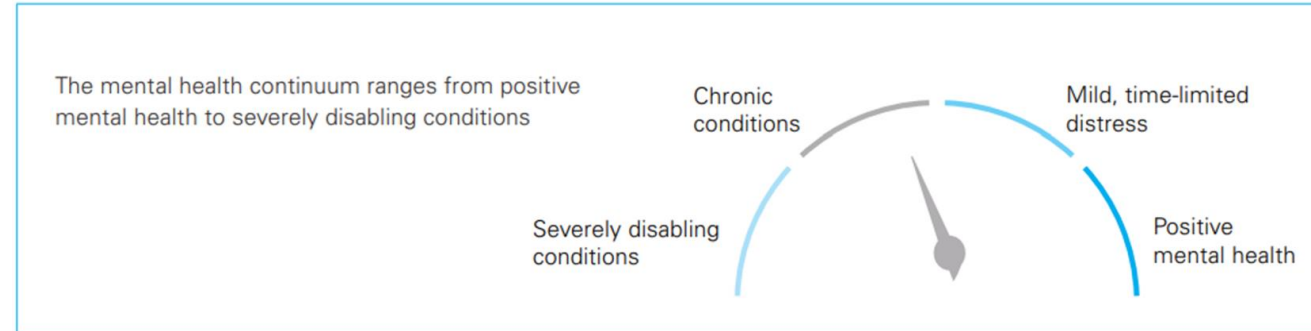 The mental health continuum ranges from positive
mental health to severely disabling conditions
Chronic
conditions
Mild, time-limited
distress
Severely disabling
conditions
Positive
mental health